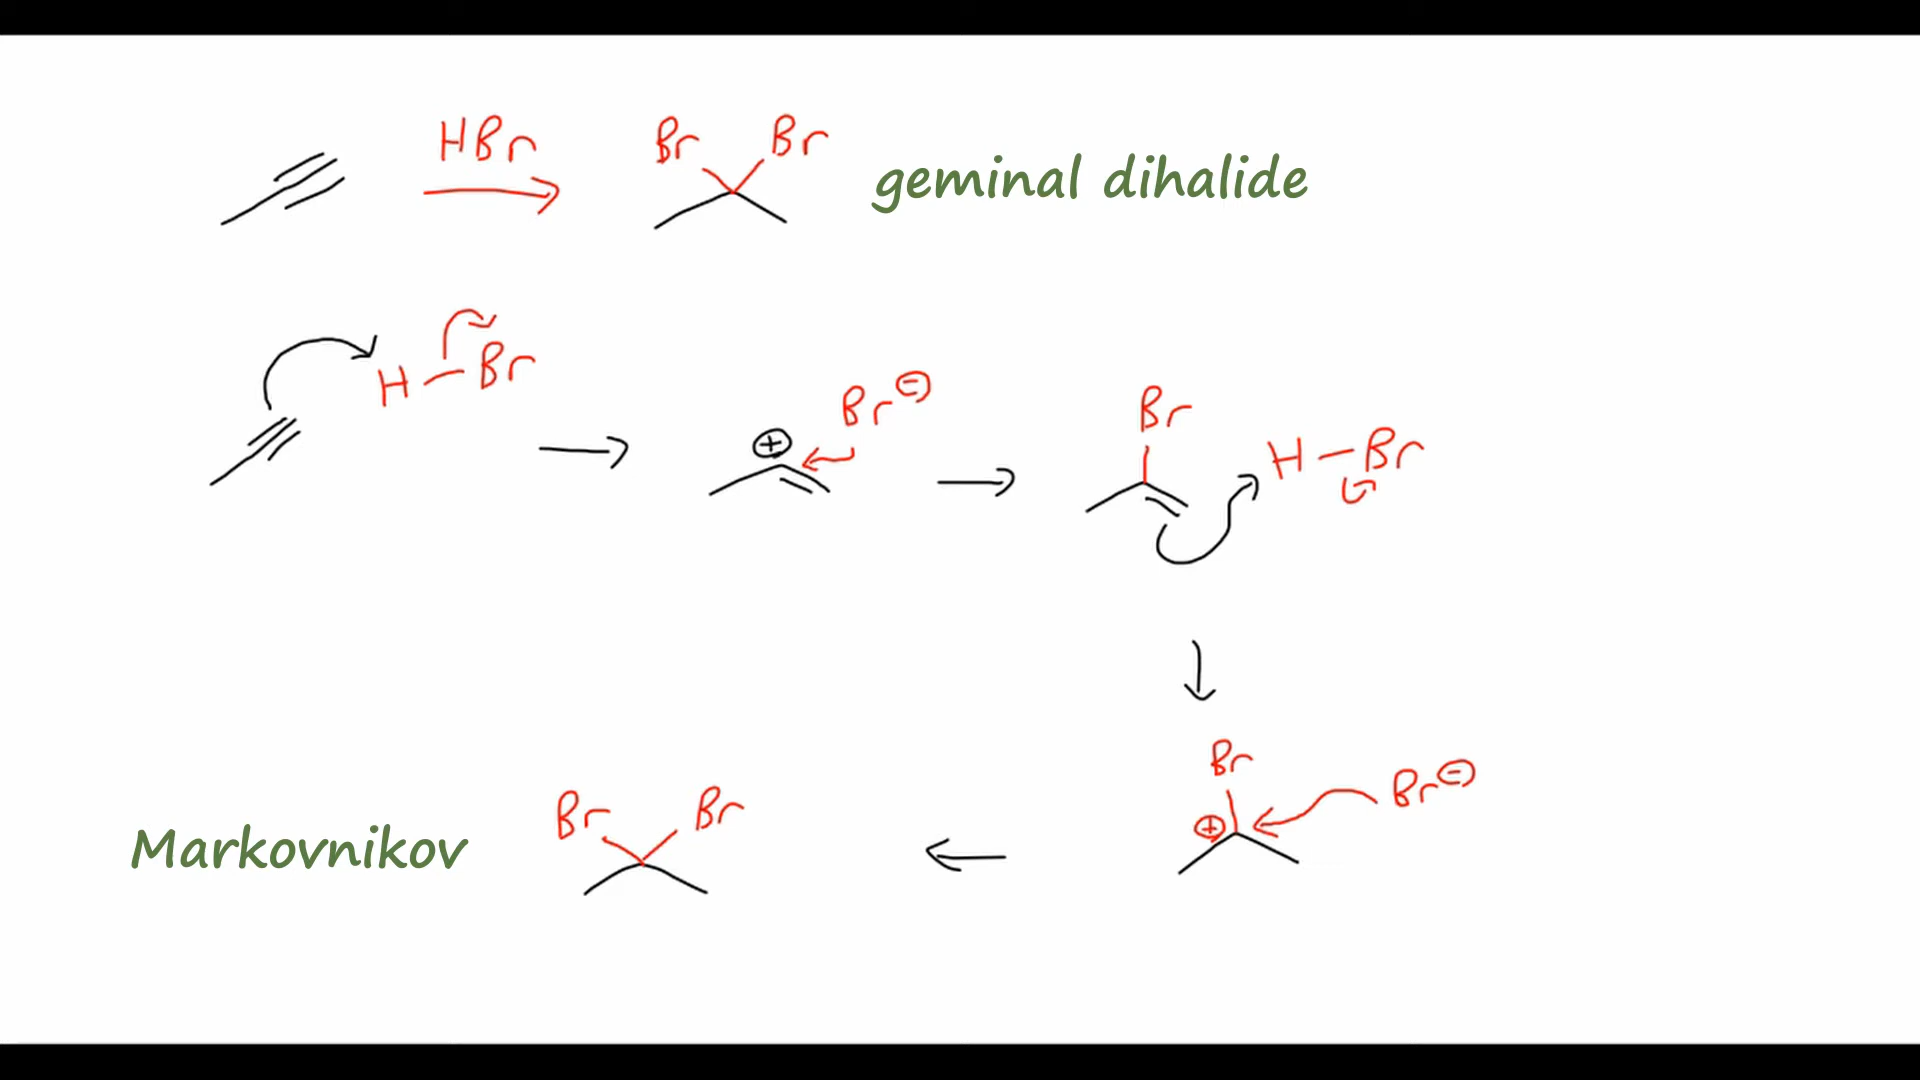 HBr
Br Br
geminal dihalide
H-Br
⊕ Br⊖
Br
H-Br
Br
⊕ Br⊖
Markovnikov
Br Br